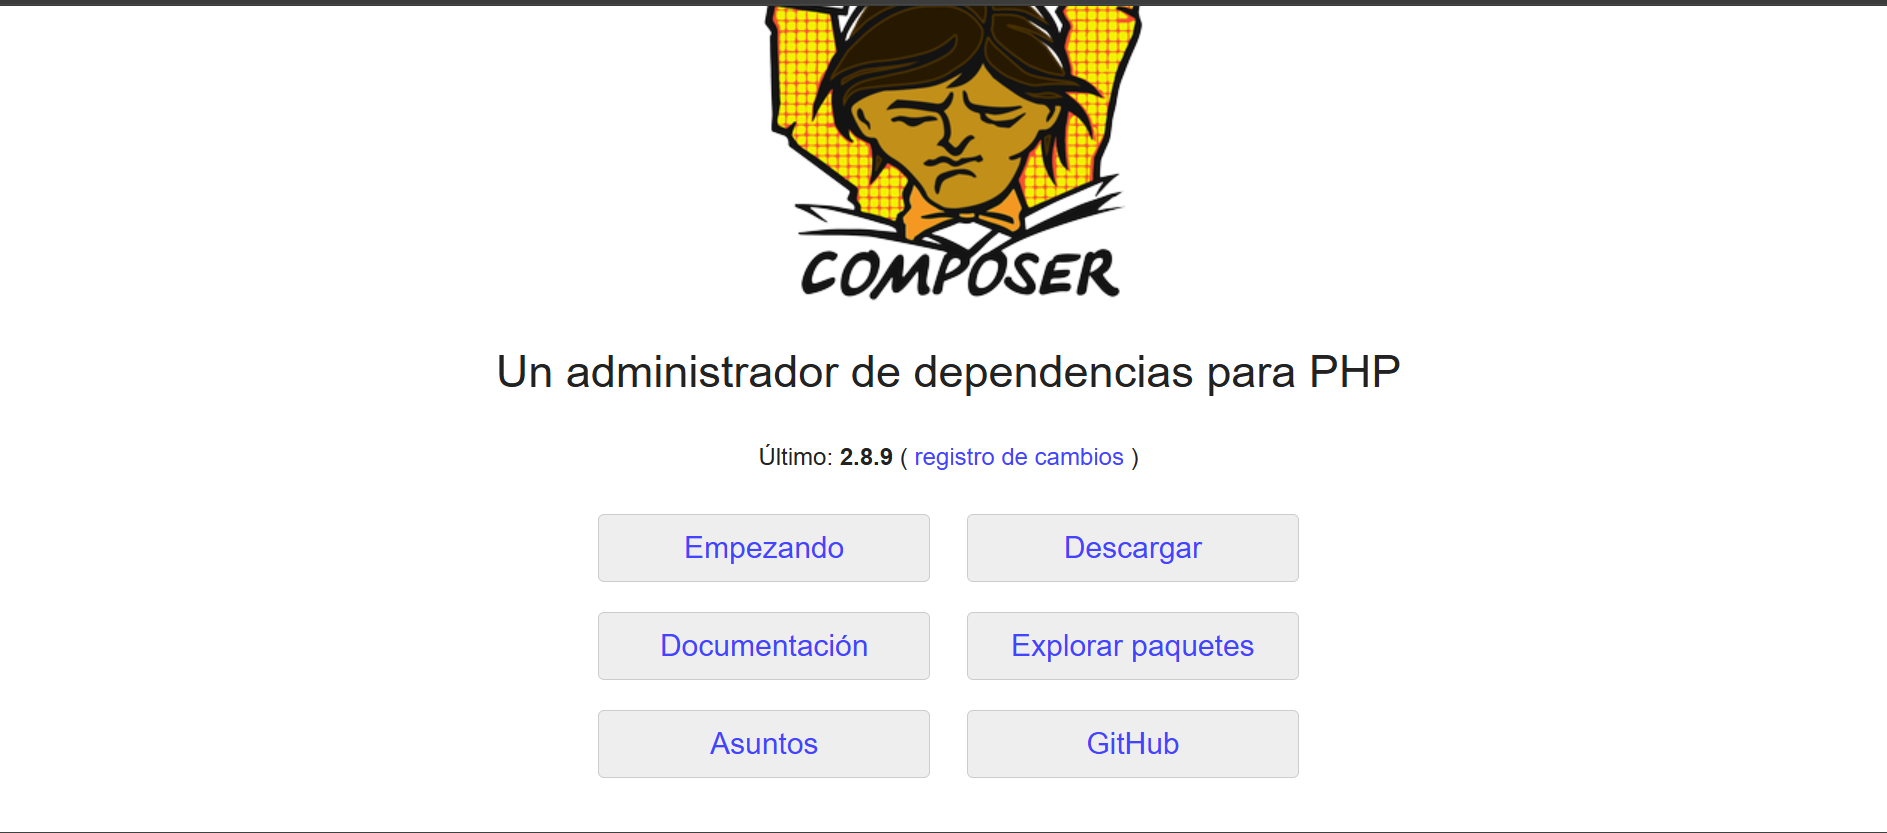 COMPOSER
Un administrador de dependencias para PHP
Último: 2.8.9 ( registro de cambios )
Empezando
Descargar
Documentación
Explorar paquetes
Asuntos
GitHub